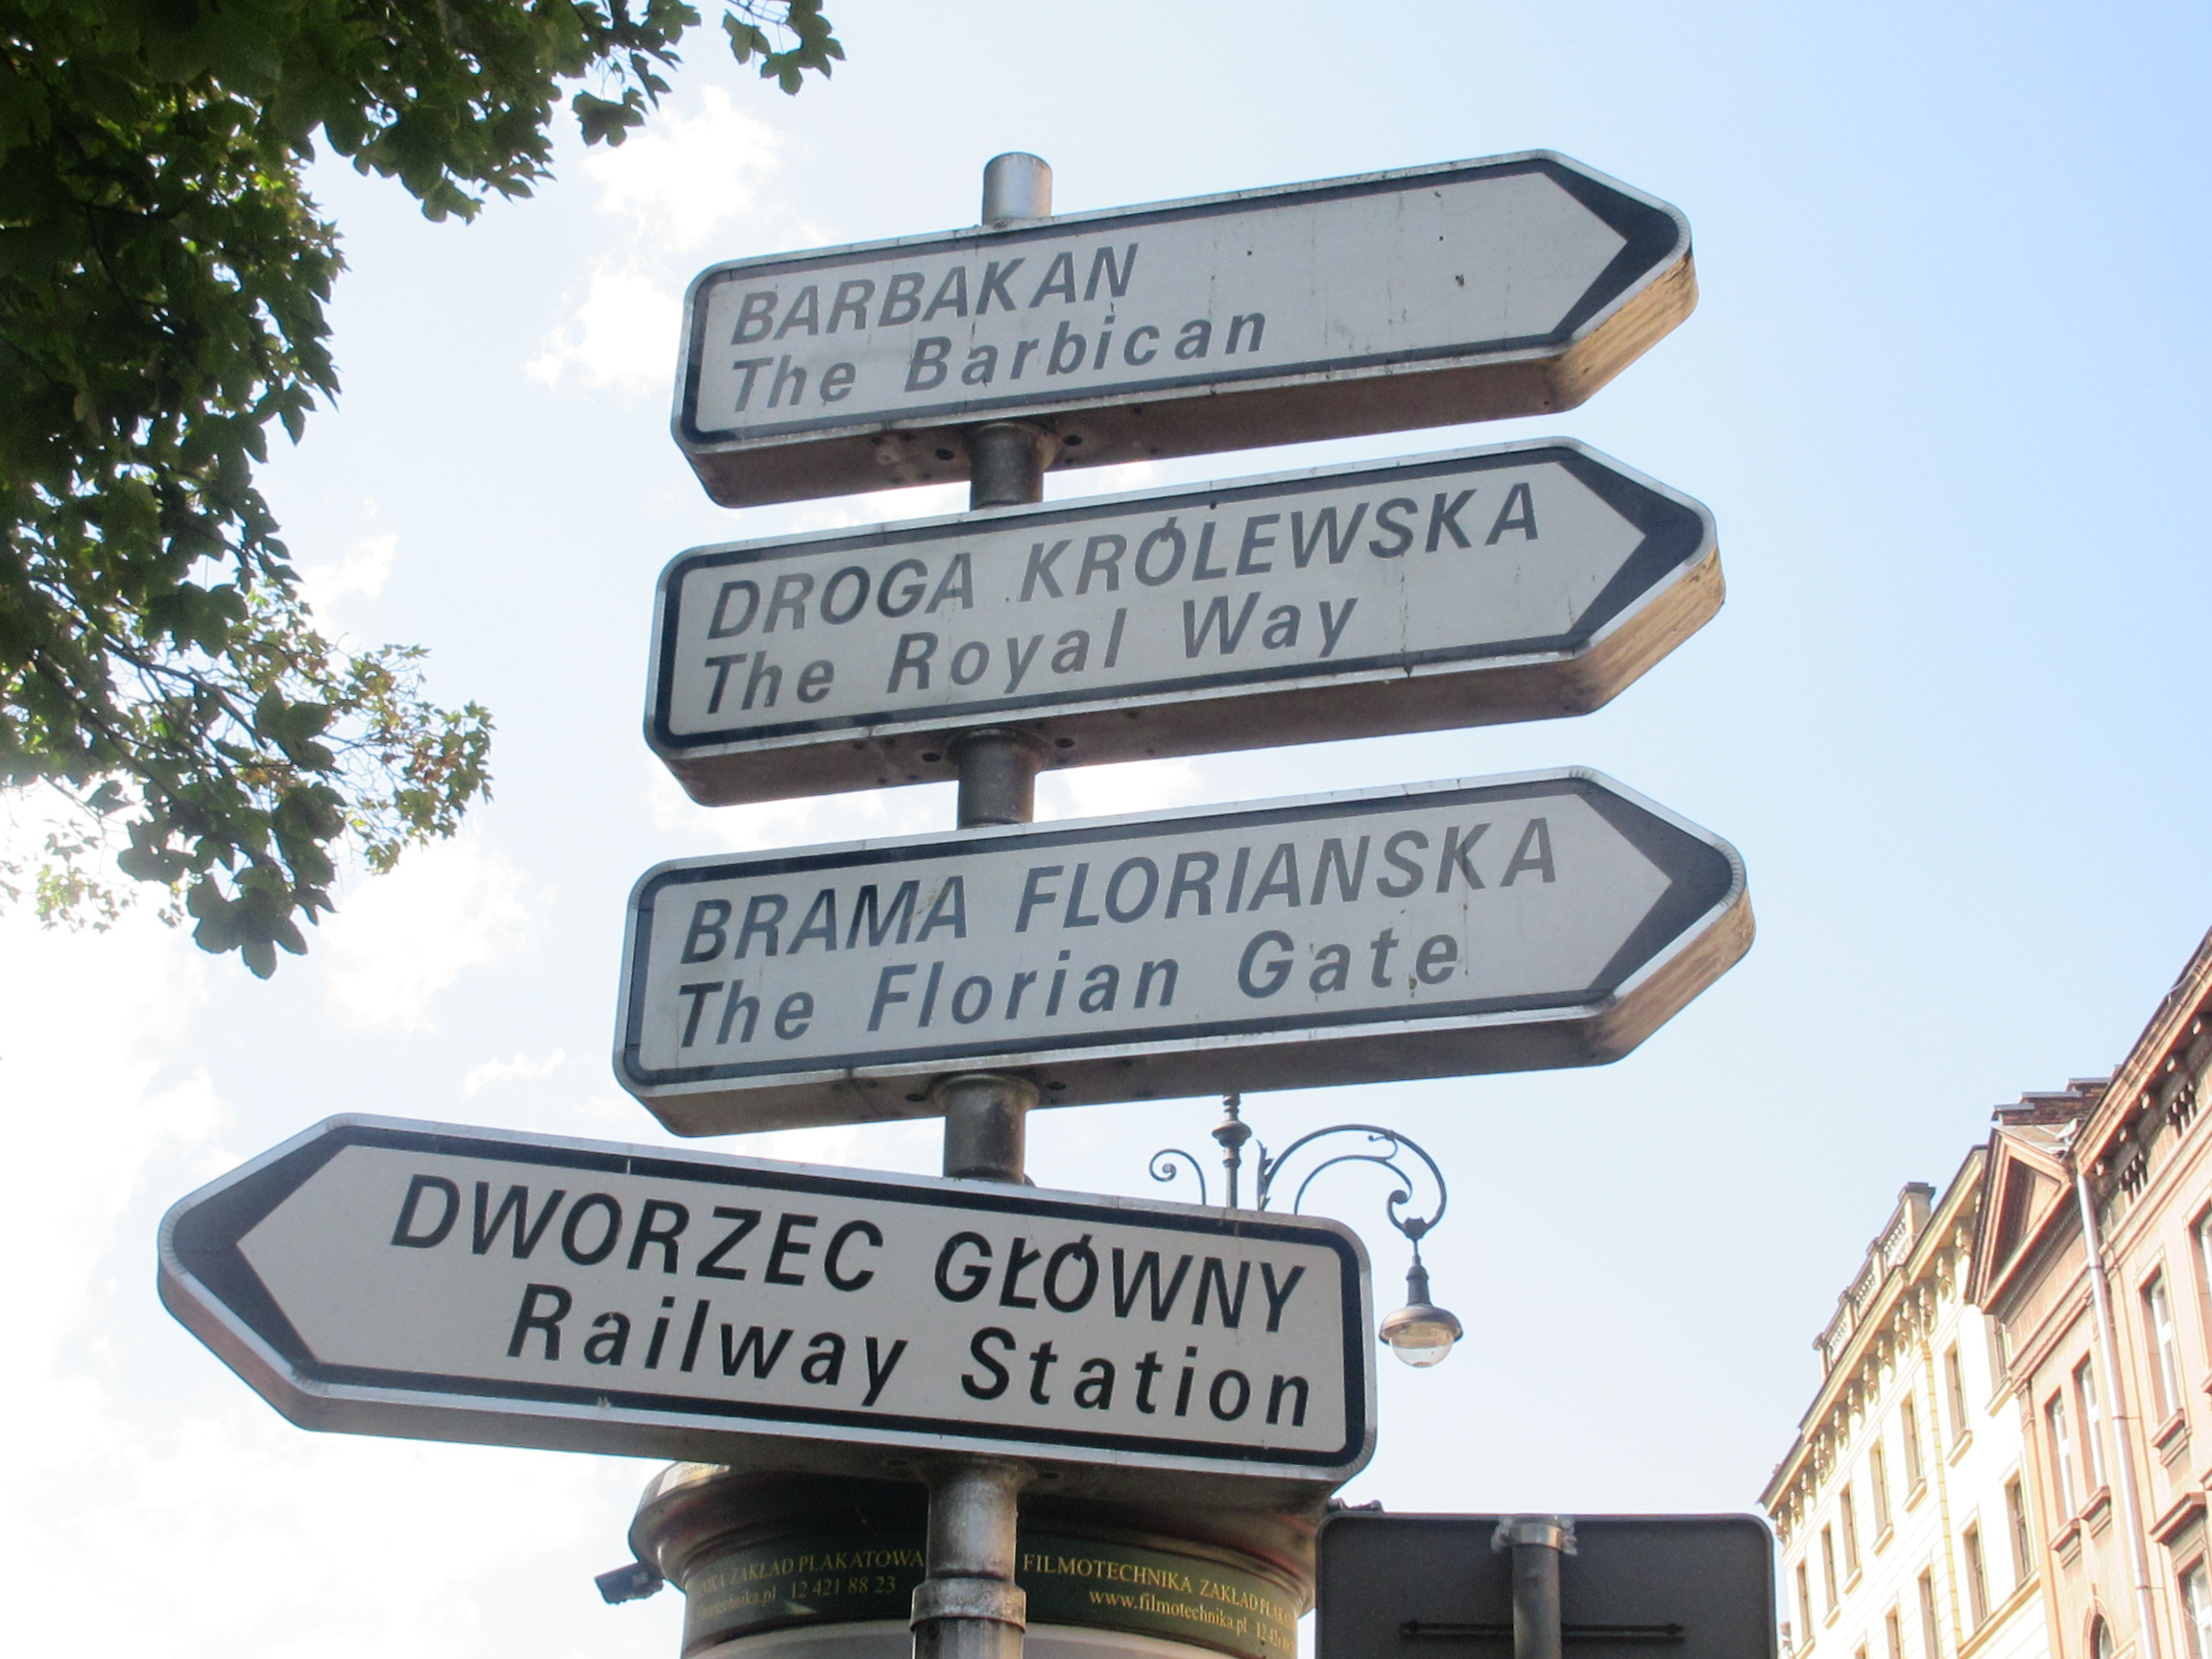 BARBAKAN
The Barbican
DROGA KRÓLEWSKA
The Royal Way
BRAMA FLORIANSKA
The Florian Gate
DWORZEC GŁÓWNY
Railway Station
ZAKŁAD PLAKATOWA
12 421 88 23
FILMOTECHNIKA ZAKŁAD
www.filmotechnika.pl